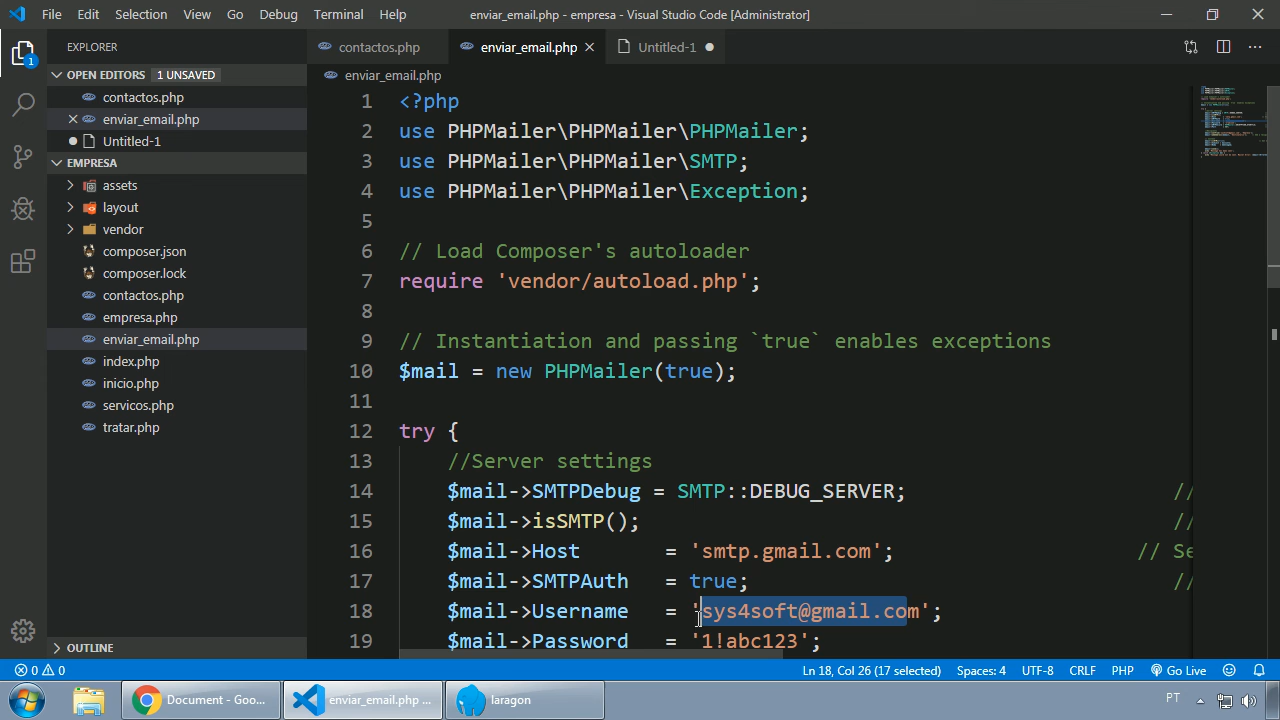 File Edit Selection View Go Debug Terminal Help enviar_email.php - empresa - Visual Studio Code [Administrator]
EXPLORER
contactos.php enviar_email.php Untitled-1
OPEN EDITORS 1 UNSAVED
enviar_email.php
contactos.php
enviar_email.php
Untitled-1
EMPRESA
assets
layout
vendor
composer.json
composer.lock
contactos.php
empresa.php
enviar_email.php
index.php
inicio.php
servicos.php
tratar.php
OUTLINE
1 <?php
2 use PHPMailer\PHPMailer\PHPMailer;
3 use PHPMailer\PHPMailer\SMTP;
4 use PHPMailer\PHPMailer\Exception;
5
6 // Load Composer's autoloader
7 require 'vendor/autoload.php';
8
9 // Instantiation and passing `true` enables exceptions
10 $mail = new PHPMailer(true);
11
12 try {
13 //Server settings
14 $mail->SMTPDebug = SMTP::DEBUG_SERVER; //
15 $mail->isSMTP(); //
16 $mail->Host = 'smtp.gmail.com'; // Se
17 $mail->SMTPAuth = true; //
18 $mail->Username = 'sys4soft@gmail.com';
19 $mail->Password = '1!abc123';
1
0 0 Ln 18, Col 26 (17 selected) Spaces: 4 UTF-8 CRLF PHP Go Live
Document - Goo... enviar_email.php ... laragon PT